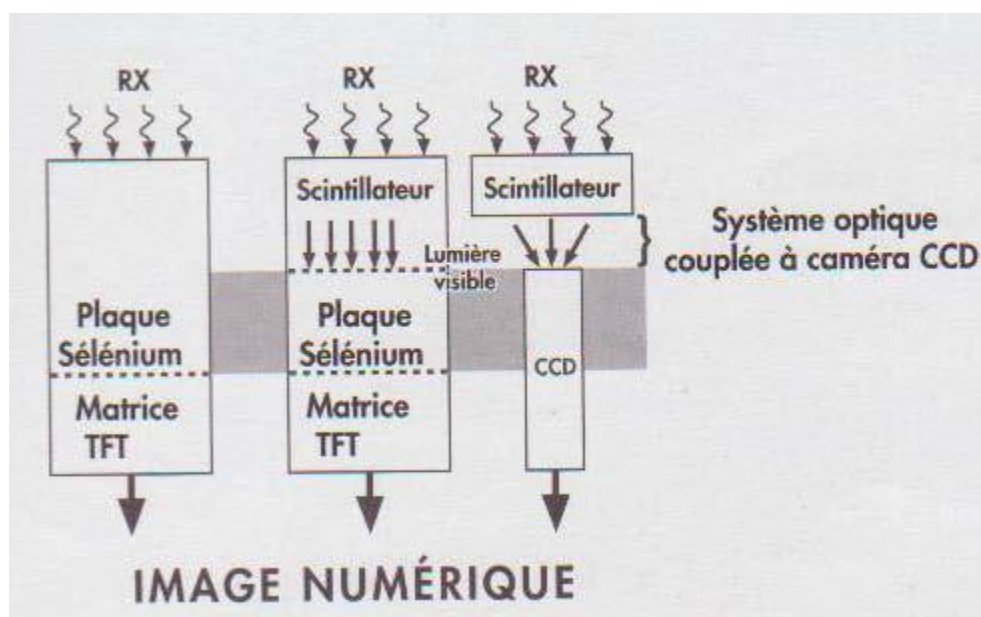 RX
RX
RX
Scintillateur
Scintillateur
Système optique
couplée à caméra CCD
Lumière
visible
Plaque
Sélénium
Plaque
Sélénium
CCD
Matrice
TFT
Matrice
TFT
IMAGE NUMÉRIQUE